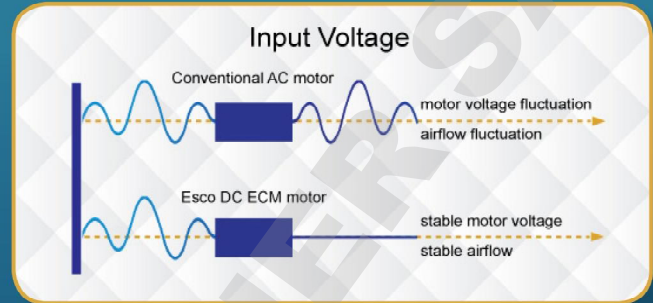 Input Voltage
Conventional AC motor
motor voltage fluctuation
airflow fluctuation
Esco DC ECM motor
stable motor voltage
stable airflow